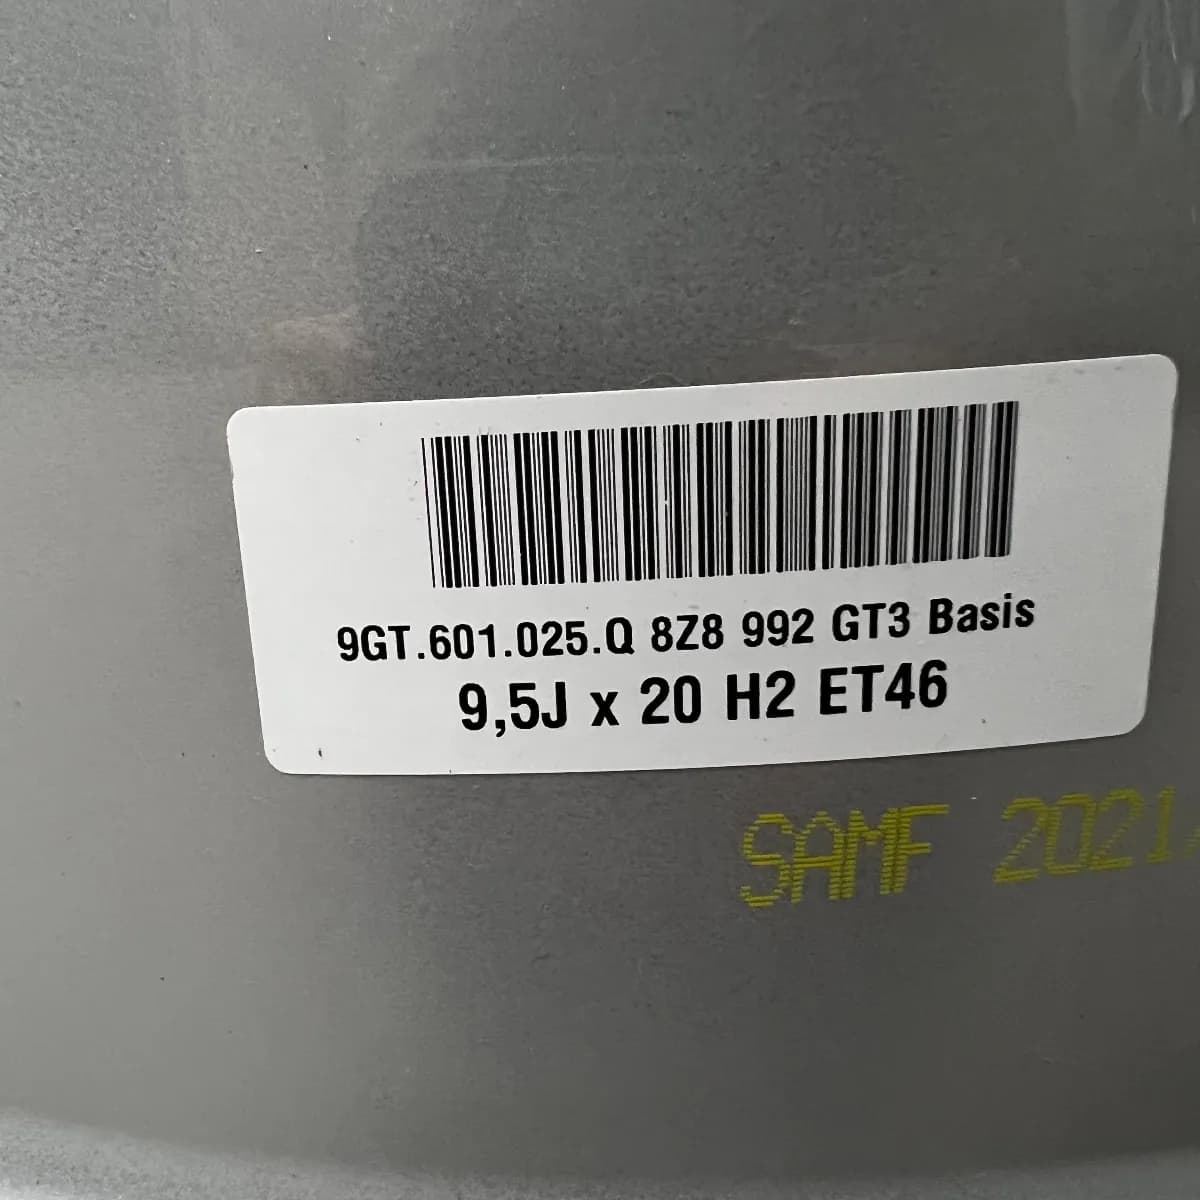 9GT.601.025.Q 8Z8 992 GT3 Basis
9,5J x 20 H2 ET46
SAMF 2021